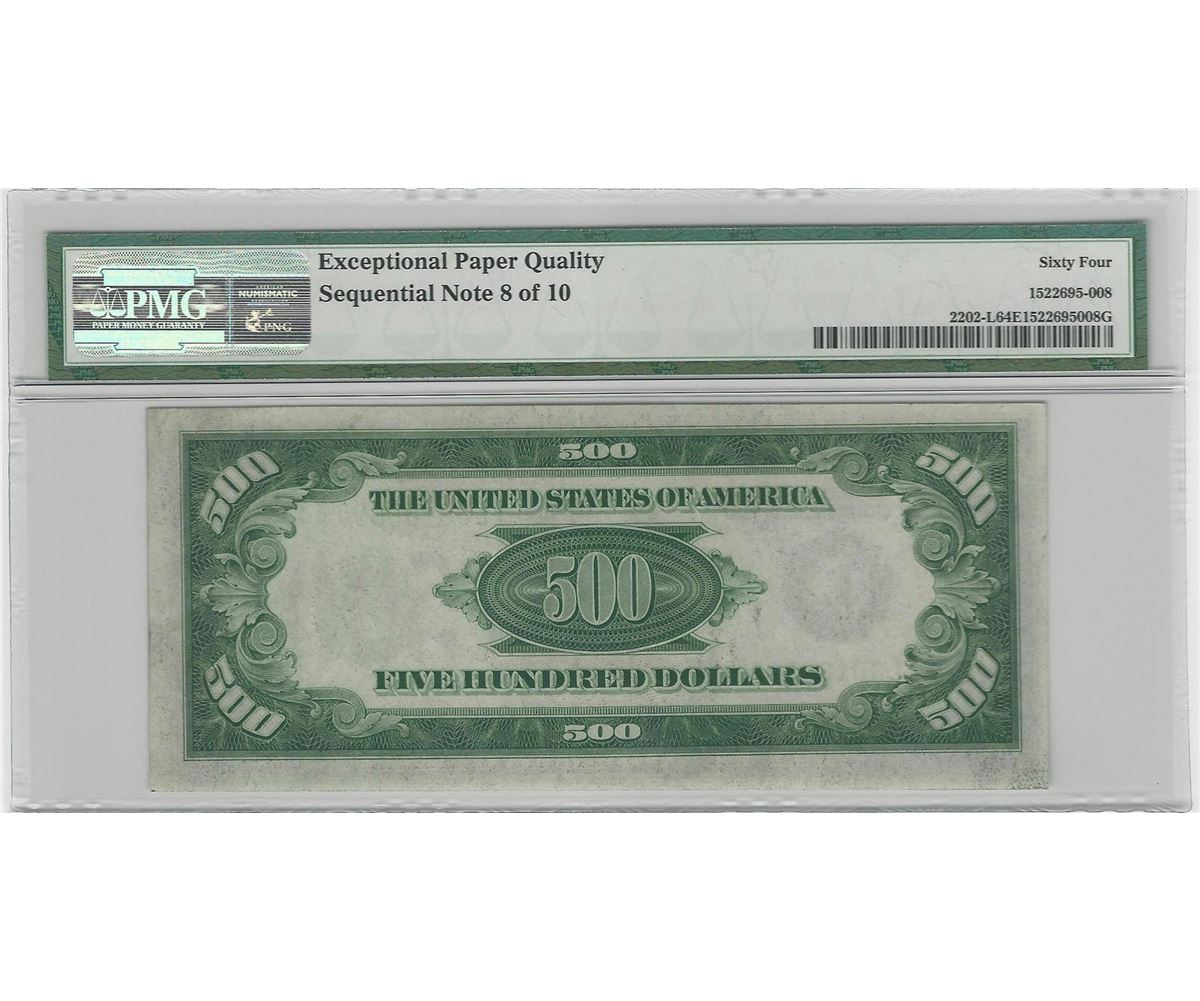 PMG
PAPER MONEY GUARANTY
NUMISMATIC
PNG
Exceptional Paper Quality
Sequential Note 8 of 10
Sixty Four
1522695-008
2202-L64E1522695008G
500
500
500
THE UNITED STATES OF AMERICA
500
FIVE HUNDRED DOLLARS
500
500
500